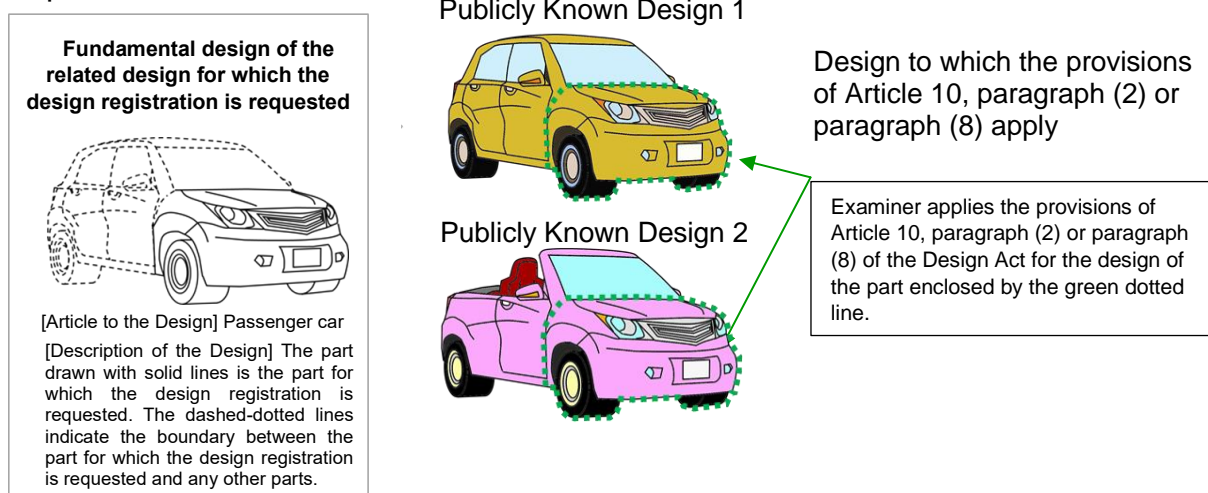 Fundamental design of the
related design for which the
design registration is requested
[Article to the Design] Passenger car
[Description of the Design] The part
drawn with solid lines is the part for
which the design registration is
requested. The dashed-dotted lines
indicate the boundary between the
part for which the design registration
is requested and any other parts.
Publicly Known Design 1
Publicly Known Design 2
Design to which the provisions
of Article 10, paragraph (2) or
paragraph (8) apply
Examiner applies the provisions of
Article 10, paragraph (2) or paragraph
(8) of the Design Act for the design of
the part enclosed by the green dotted
line.